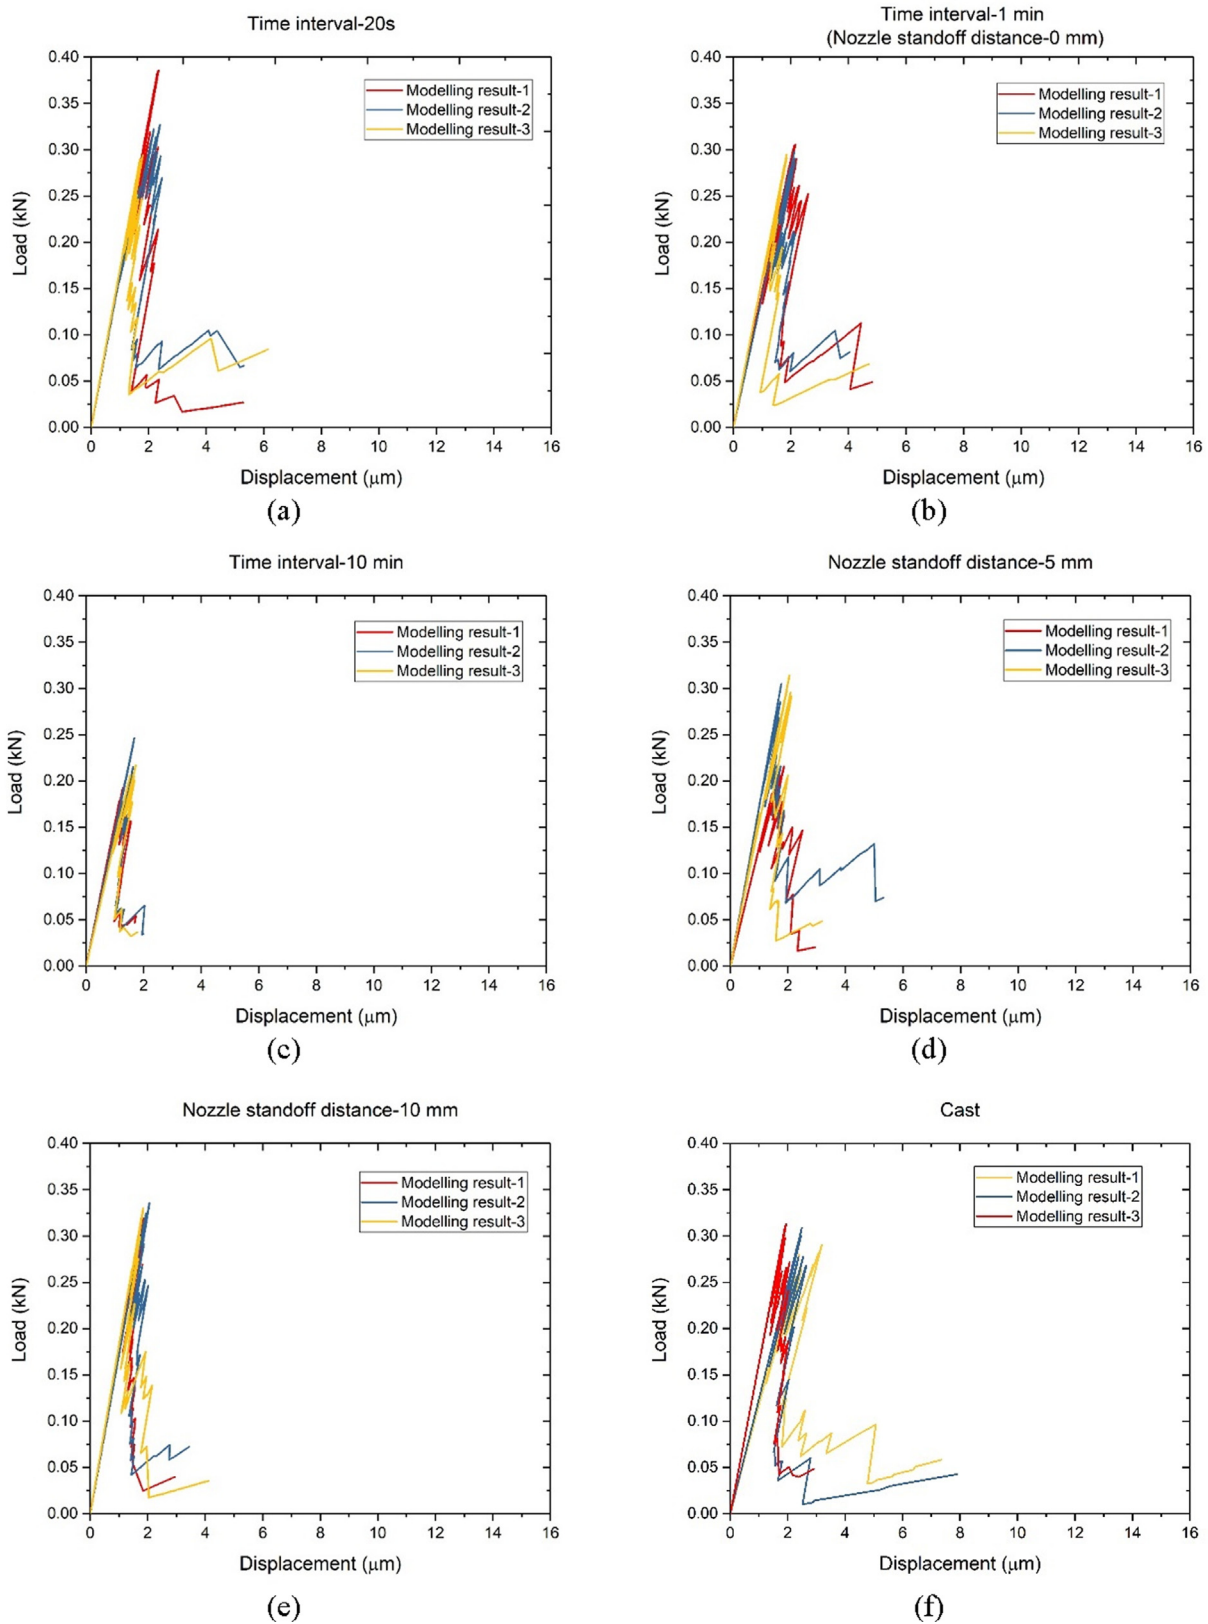 Time interval-20s
0.40
0.35
0.30
0.25
0.20
0.15
0.10
0.05
0.00
Load (kN)
Modelling result-1
Modelling result-2
Modelling result-3
0 2 4 6 8 10 12 14 16
Displacement (μm)
(a)
Time interval-1 min
(Nozzle standoff distance-0 mm)
0.40
0.35
0.30
0.25
0.20
0.15
0.10
0.05
0.00
Load (kN)
Modelling result-1
Modelling result-2
Modelling result-3
0 2 4 6 8 10 12 14 16
Displacement (μm)
(b)
Time interval-10 min
0.40
0.35
0.30
0.25
0.20
0.15
0.10
0.05
0.00
Load (kN)
Modelling result-1
Modelling result-2
Modelling result-3
0 2 4 6 8 10 12 14 16
Displacement (μm)
(c)
Nozzle standoff distance-5 mm
0.40
0.35
0.30
0.25
0.20
0.15
0.10
0.05
0.00
Load (kN)
Modelling result-1
Modelling result-2
Modelling result-3
0 2 4 6 8 10 12 14 16
Displacement (μm)
(d)
Nozzle standoff distance-10 mm
0.40
0.35
0.30
0.25
0.20
0.15
0.10
0.05
0.00
Load (kN)
Modelling result-1
Modelling result-2
Modelling result-3
0 2 4 6 8 10 12 14 16
Displacement (μm)
(e)
Cast
0.40
0.35
0.30
0.25
0.20
0.15
0.10
0.05
0.00
Load (kN)
Modelling result-1
Modelling result-2
Modelling result-3
0 2 4 6 8 10 12 14 16
Displacement (μm)
(f)